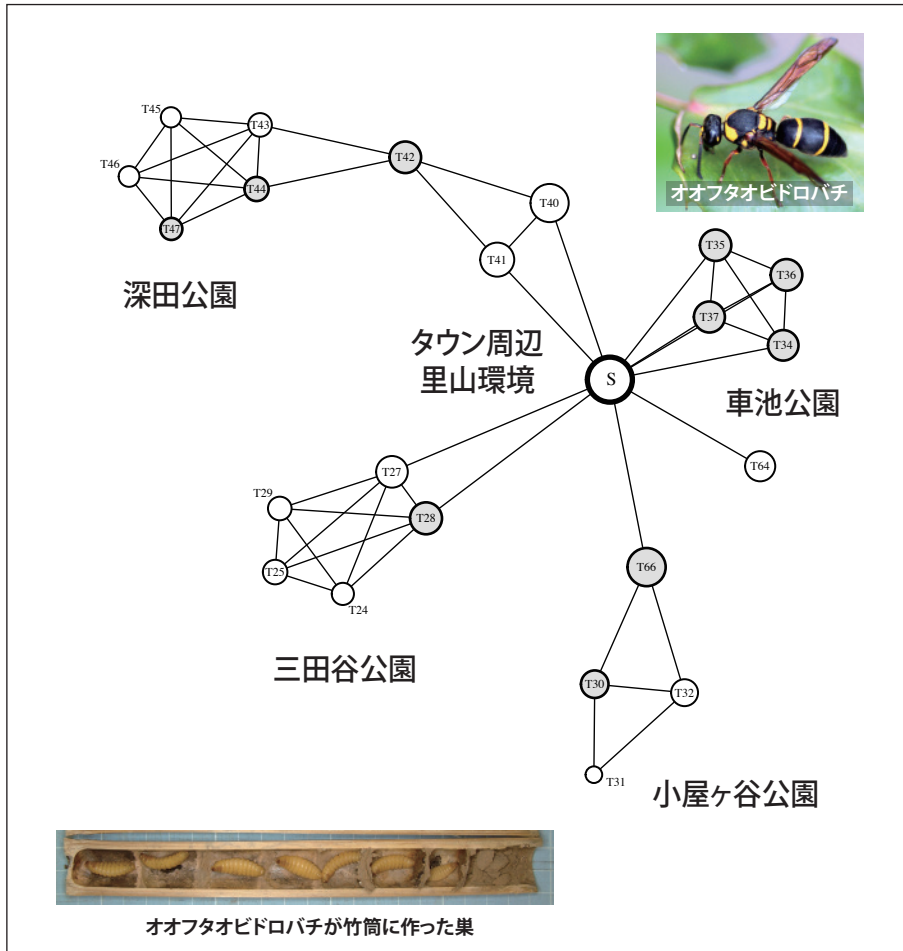 T45
T43
T46
T44
T47
T42
T40
T41
深田公園
オオフタオビドロバチ
T35
T36
T37
T34
タウン周辺
里山環境
S
車池公園
T64
T27
T29
T28
T25
T24
三田谷公園
T66
T30
T32
T31
小屋ヶ谷公園
オオフタオビドロバチが竹筒に作った巣